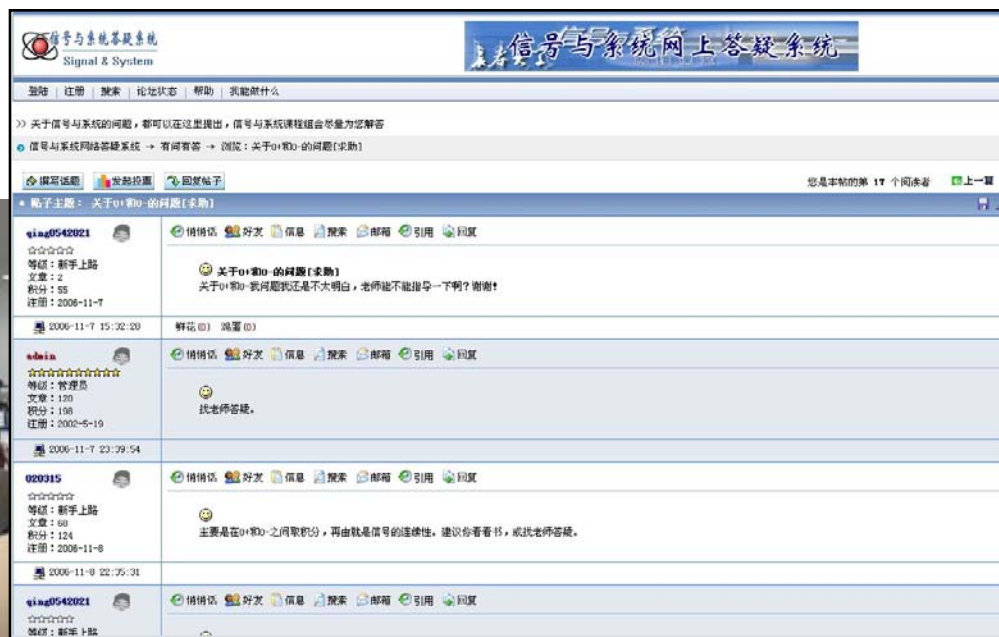 信号与系统答疑系统
Signal & System
信号与系统网上答疑系统
登陆 | 注册 | 搜索 | 论坛状态 | 帮助 | 我能做什么
>> 关于信号与系统的问题，都可以在这里提出，信号与系统课程组会尽量为您解答
信号与系统网络答疑系统 → 有问有答 → 浏览：关于0+和0-的问题[求助]
撰写话题 发起投票 回复帖子 您是本帖的第 17 个阅读者 上一篇
* 贴子主题： 关于0+和0-的问题[求助]
qing0542021 悄悄话 好友 信息 搜索 邮箱 引用 回复
等级：新手上路
文章：2
积分：55
注册：2006-11-7
关于0+和0-的问题[求助]
关于0+和0-我问题我还是不太明白，老师能不能指导一下啊？谢谢！
2006-11-7 15:32:28 鲜花(0) 鸡蛋(0)
admin 悄悄话 好友 信息 搜索 邮箱 引用 回复
等级：管理员
文章：120
积分：198
注册：2002-5-19
找老师答疑。
2006-11-7 23:39:54
020315 悄悄话 好友 信息 搜索 邮箱 引用 回复
等级：新手上路
文章：60
积分：124
注册：2006-11-8
主要是在0+和0-之间取积分，再由就是信号的连续性。建议你看看书，或找老师答疑。
2006-11-8 22:35:31
qing0542021 悄悄话 好友 信息 搜索 邮箱 引用 回复
等级：新手上路